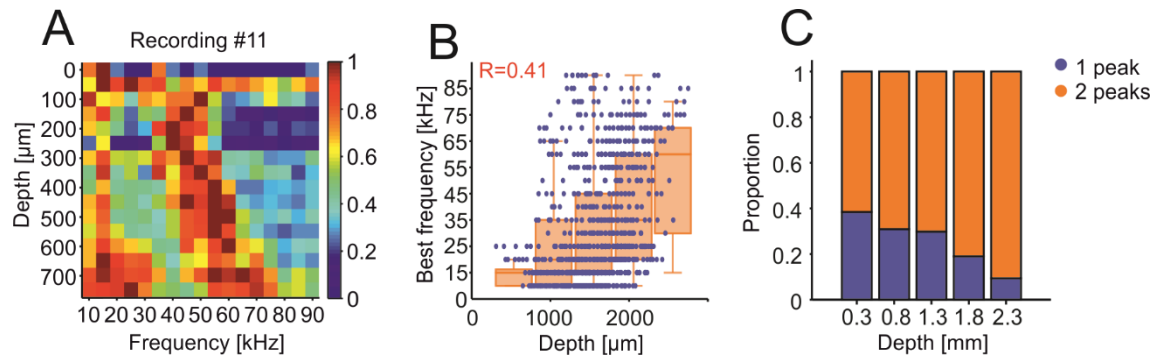 A
Recording #11
Depth [µm]
0
100
200
300
400
500
600
700
10 20 30 40 50 60 70 80 90
Frequency [kHz]
1
0.8
0.6
0.4
0.2
0
B
R=0.41
Best frequency [kHz]
85
75
65
55
45
35
25
15
0
1000 2000
Depth [µm]
C
1 peak
2 peaks
Proportion
1
0.8
0.6
0.4
0.2
0
0.3 0.8 1.3 1.8 2.3
Depth [mm]